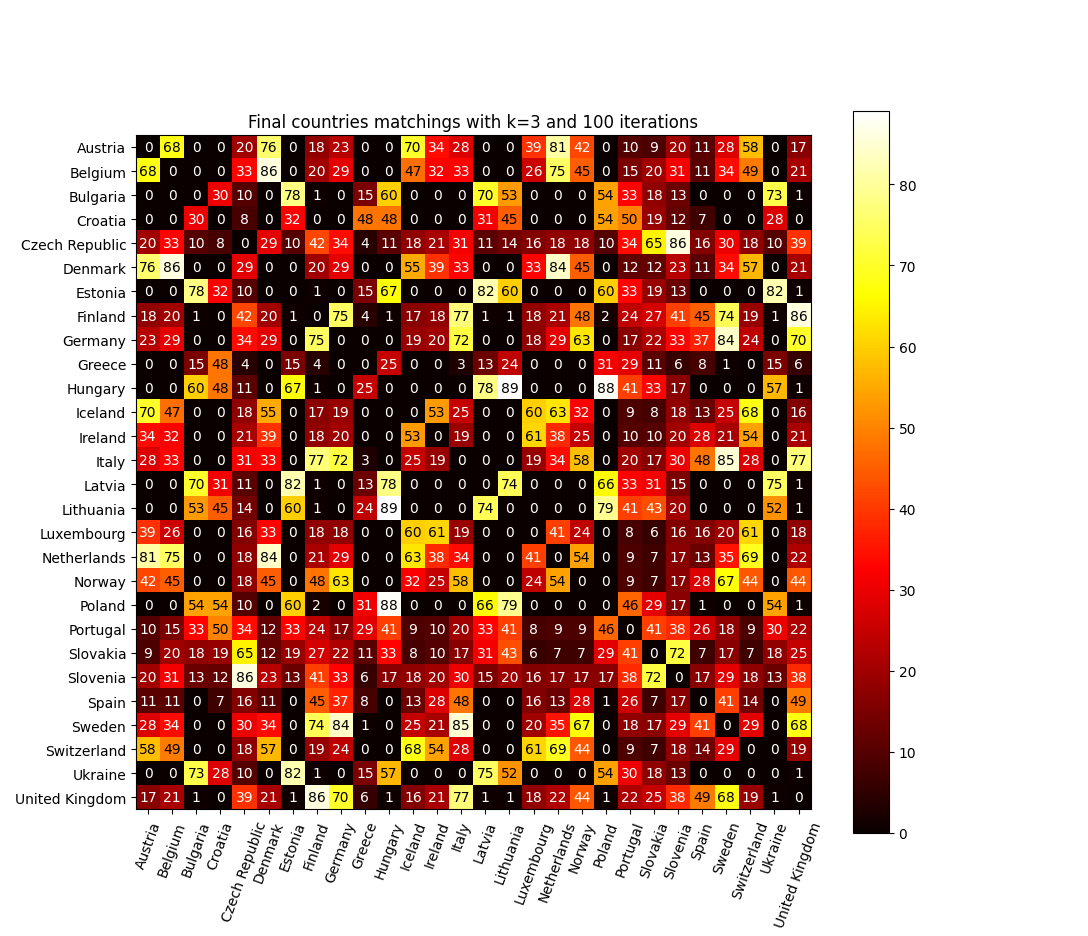 Final countries matchings with k=3 and 100 iterations
Austria 0 68 0 0 20 76 0 18 23 0 0 70 34 28 0 0 39 81 42 0 10 9 20 11 28 58 0 17
Belgium 68 0 0 0 33 86 0 20 29 0 0 47 32 33 0 0 26 75 45 0 15 20 31 11 34 49 0 21
Bulgaria 0 0 0 30 10 0 78 1 0 15 60 0 0 0 70 53 0 0 0 54 33 18 13 0 0 0 73 1
Croatia 0 0 30 0 8 0 32 0 0 48 48 0 0 0 31 45 0 0 0 54 50 19 12 7 0 0 28 0
Czech Republic 20 33 10 8 0 29 10 42 34 4 11 18 21 31 11 14 16 18 18 10 34 65 86 16 30 18 10 39
Denmark 76 86 0 0 29 0 0 20 29 0 0 55 39 33 0 0 33 84 45 0 12 12 23 11 34 57 0 21
Estonia 0 0 78 32 10 0 0 1 0 15 67 0 0 0 82 60 0 0 0 60 33 19 13 0 0 0 82 1
Finland 18 20 1 0 42 20 1 0 75 4 1 17 18 77 1 1 18 21 48 2 24 27 41 45 74 19 1 86
Germany 23 29 0 0 34 29 0 75 0 0 0 19 20 72 0 0 18 29 63 0 17 22 33 37 84 24 0 70
Greece 0 0 15 48 4 0 15 4 0 0 25 0 0 3 13 24 0 0 0 31 29 11 6 8 1 0 15 6
Hungary 0 0 60 48 11 0 67 1 0 25 0 0 0 0 78 89 0 0 0 88 41 33 17 0 0 0 57 1
Iceland 70 47 0 0 18 55 0 17 19 0 0 0 53 25 0 0 60 63 32 0 9 8 18 13 25 68 0 16
Ireland 34 32 0 0 21 39 0 18 20 0 0 53 0 19 0 0 61 38 25 0 10 10 20 28 21 54 0 21
Italy 28 33 0 0 31 33 0 77 72 3 0 25 19 0 0 0 19 34 58 0 20 17 30 48 85 28 0 77
Latvia 0 0 70 31 11 0 82 1 0 13 78 0 0 0 0 74 0 0 0 66 33 31 15 0 0 0 75 1
Lithuania 0 0 53 45 14 0 60 1 0 24 89 0 0 0 74 0 0 0 0 79 41 43 20 0 0 0 52 1
Luxembourg 39 26 0 0 16 33 0 18 18 0 0 60 61 19 0 0 0 41 24 0 8 6 16 16 20 61 0 18
Netherlands 81 75 0 0 18 84 0 21 29 0 0 63 38 34 0 0 41 0 54 0 9 7 17 13 35 69 0 22
Norway 42 45 0 0 18 45 0 48 63 0 0 32 25 58 0 0 24 54 0 0 9 7 17 28 67 44 0 44
Poland 0 0 54 54 10 0 60 2 0 31 88 0 0 0 66 79 0 0 0 0 46 29 17 1 0 0 54 1
Portugal 10 15 33 50 34 12 33 24 17 29 41 9 10 20 33 41 8 9 9 46 0 41 38 26 18 9 30 22
Slovakia 9 20 18 19 65 12 19 27 22 11 33 8 10 17 31 43 6 7 7 29 41 0 72 7 17 7 18 25
Slovenia 20 31 13 12 86 23 13 41 33 6 17 18 20 30 15 20 16 17 17 17 38 72 0 17 29 18 13 38
Spain 11 11 0 7 16 11 0 45 37 8 0 13 28 48 0 0 16 13 28 1 26 7 17 0 41 14 0 49
Sweden 28 34 0 0 30 34 0 74 84 1 0 25 21 85 0 0 20 35 67 0 18 17 29 41 0 29 0 68
Switzerland 58 49 0 0 18 57 0 19 24 0 0 68 54 28 0 0 61 69 44 0 9 7 18 14 29 0 0 19
Ukraine 0 0 73 28 10 0 82 1 0 15 57 0 0 0 75 52 0 0 0 54 30 18 13 0 0 0 0 1
United Kingdom 17 21 1 0 39 21 1 86 70 6 1 16 21 77 1 1 18 22 44 1 22 25 38 49 68 19 1 0
Austria
Belgium
Bulgaria
Croatia
Czech Republic
Denmark
Estonia
Finland
Germany
Greece
Hungary
Iceland
Ireland
Italy
Latvia
Lithuania
Luxembourg
Netherlands
Norway
Poland
Portugal
Slovakia
Slovenia
Spain
Sweden
Switzerland
Ukraine
United Kingdom
80
70
60
50
40
30
20
10
0